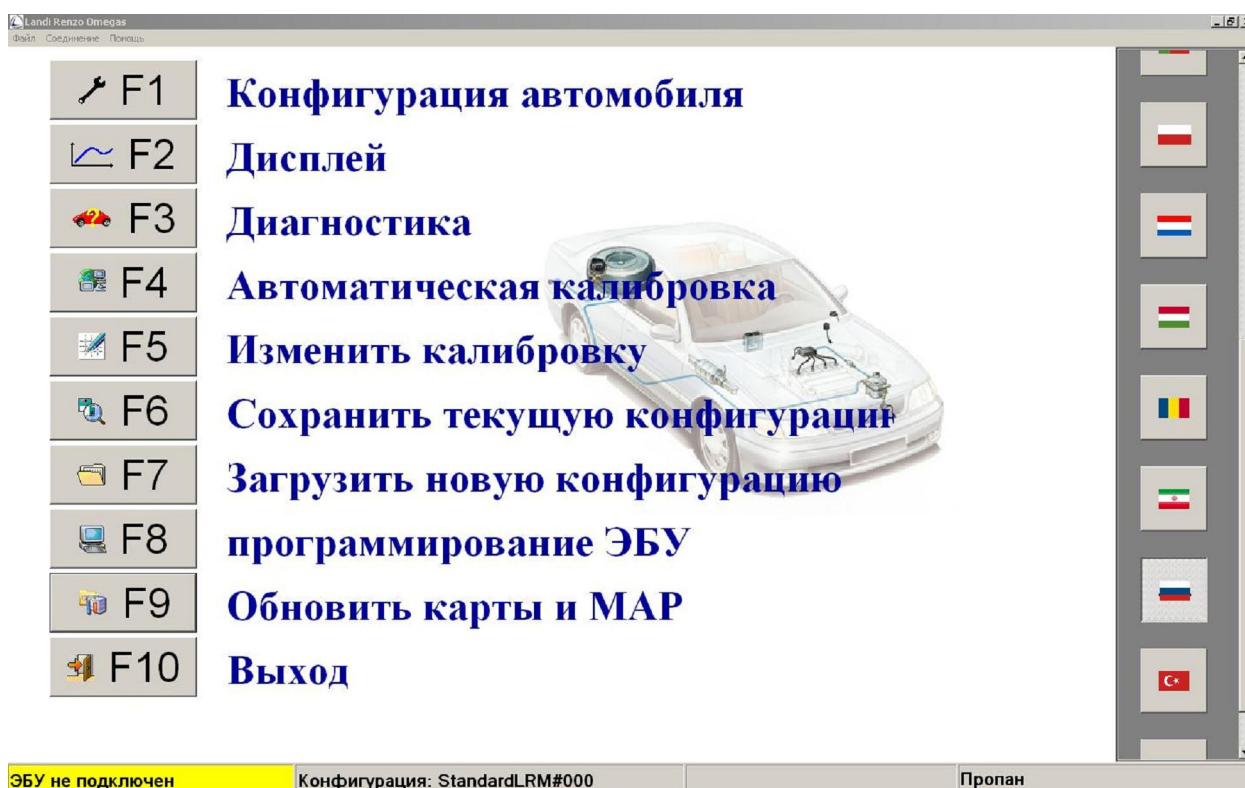 Landi Renzo Omegas
Файл Соединение Помощь
F1 Конфигурация автомобиля
F2 Дисплей
F3 Диагностика
F4 Автоматическая калибровка
F5 Изменить калибровку
F6 Сохранить текущую конфигураци
F7 Загрузить новую конфигурацию
F8 программирование ЭБУ
F9 Обновить карты и МАР
F10 Выход
ЭБУ не подключен Конфигурация: StandardLRM#000 Пропан